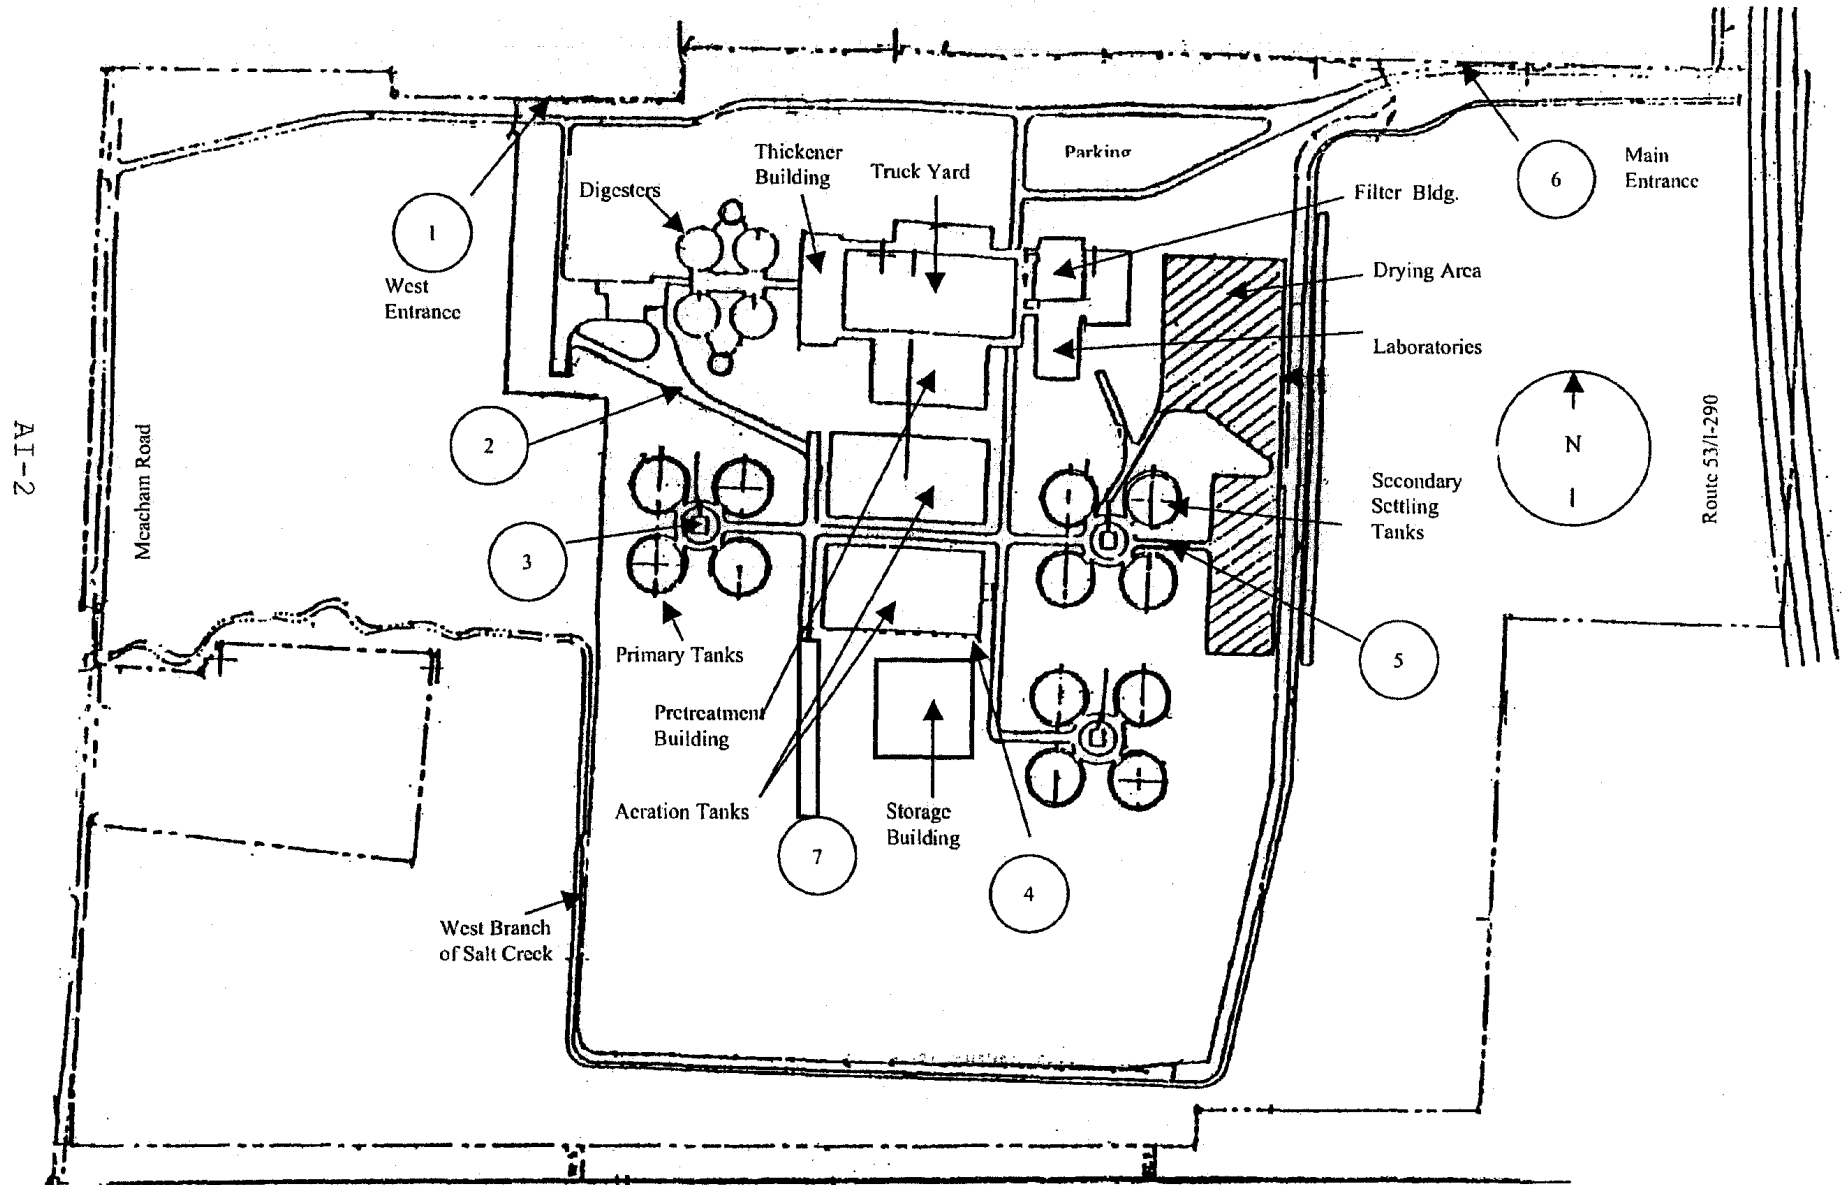 Thickener
Building
Truck Yard
Parking
Main
Entrance
6
Digesters
Filter Bldg.
1
West
Entrance
Drying Area
Laboratories
2
N
AI-2
Meacham Road
Route 53/I-290
Secondary
Settling
Tanks
3
Primary Tanks
5
Pretreatment
Building
Aeration Tanks
Storage
Building
7
4
West Branch
of Salt Creek